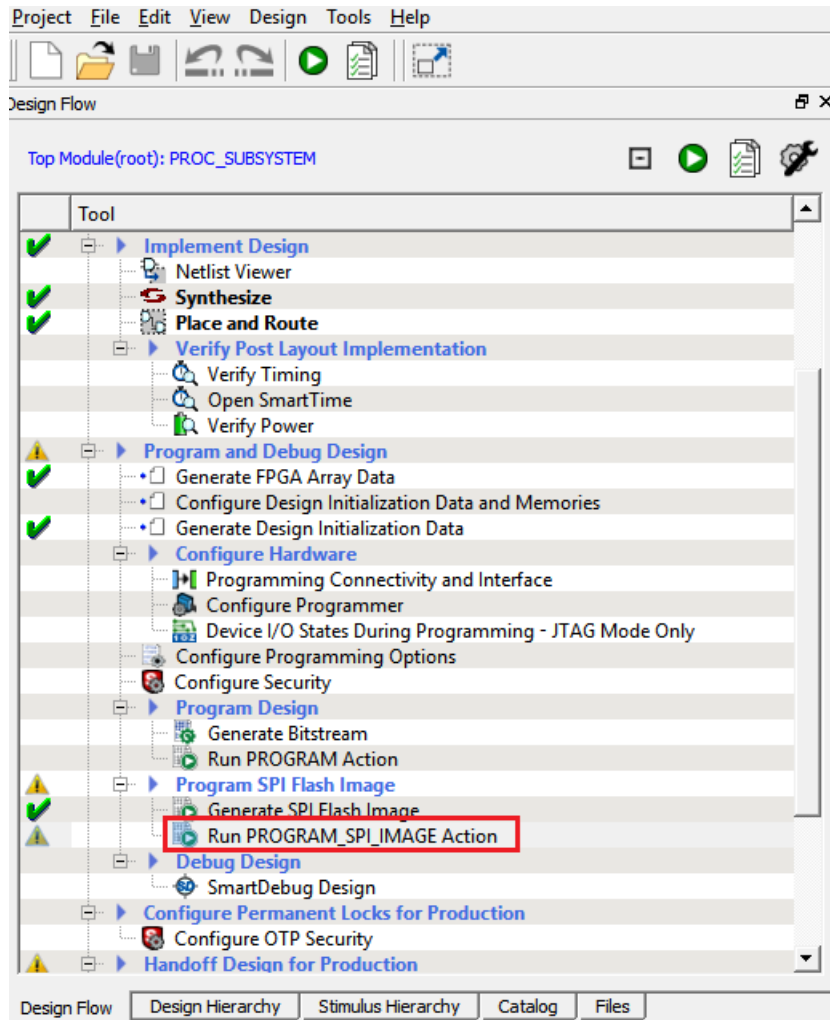 Project File Edit View Design Tools Help
Design Flow
Top Module(root): PROC_SUBSYSTEM
Tool
Implement Design
Netlist Viewer
Synthesize
Place and Route
Verify Post Layout Implementation
Verify Timing
Open SmartTime
Verify Power
Program and Debug Design
Generate FPGA Array Data
Configure Design Initialization Data and Memories
Generate Design Initialization Data
Configure Hardware
Programming Connectivity and Interface
Configure Programmer
Device I/O States During Programming - JTAG Mode Only
Configure Programming Options
Configure Security
Program Design
Generate Bitstream
Run PROGRAM Action
Program SPI Flash Image
Generate SPI Flash Image
Run PROGRAM_SPI_IMAGE Action
Debug Design
SmartDebug Design
Configure Permanent Locks for Production
Configure OTP Security
Handoff Design for Production
Design Flow Design Hierarchy Stimulus Hierarchy Catalog Files